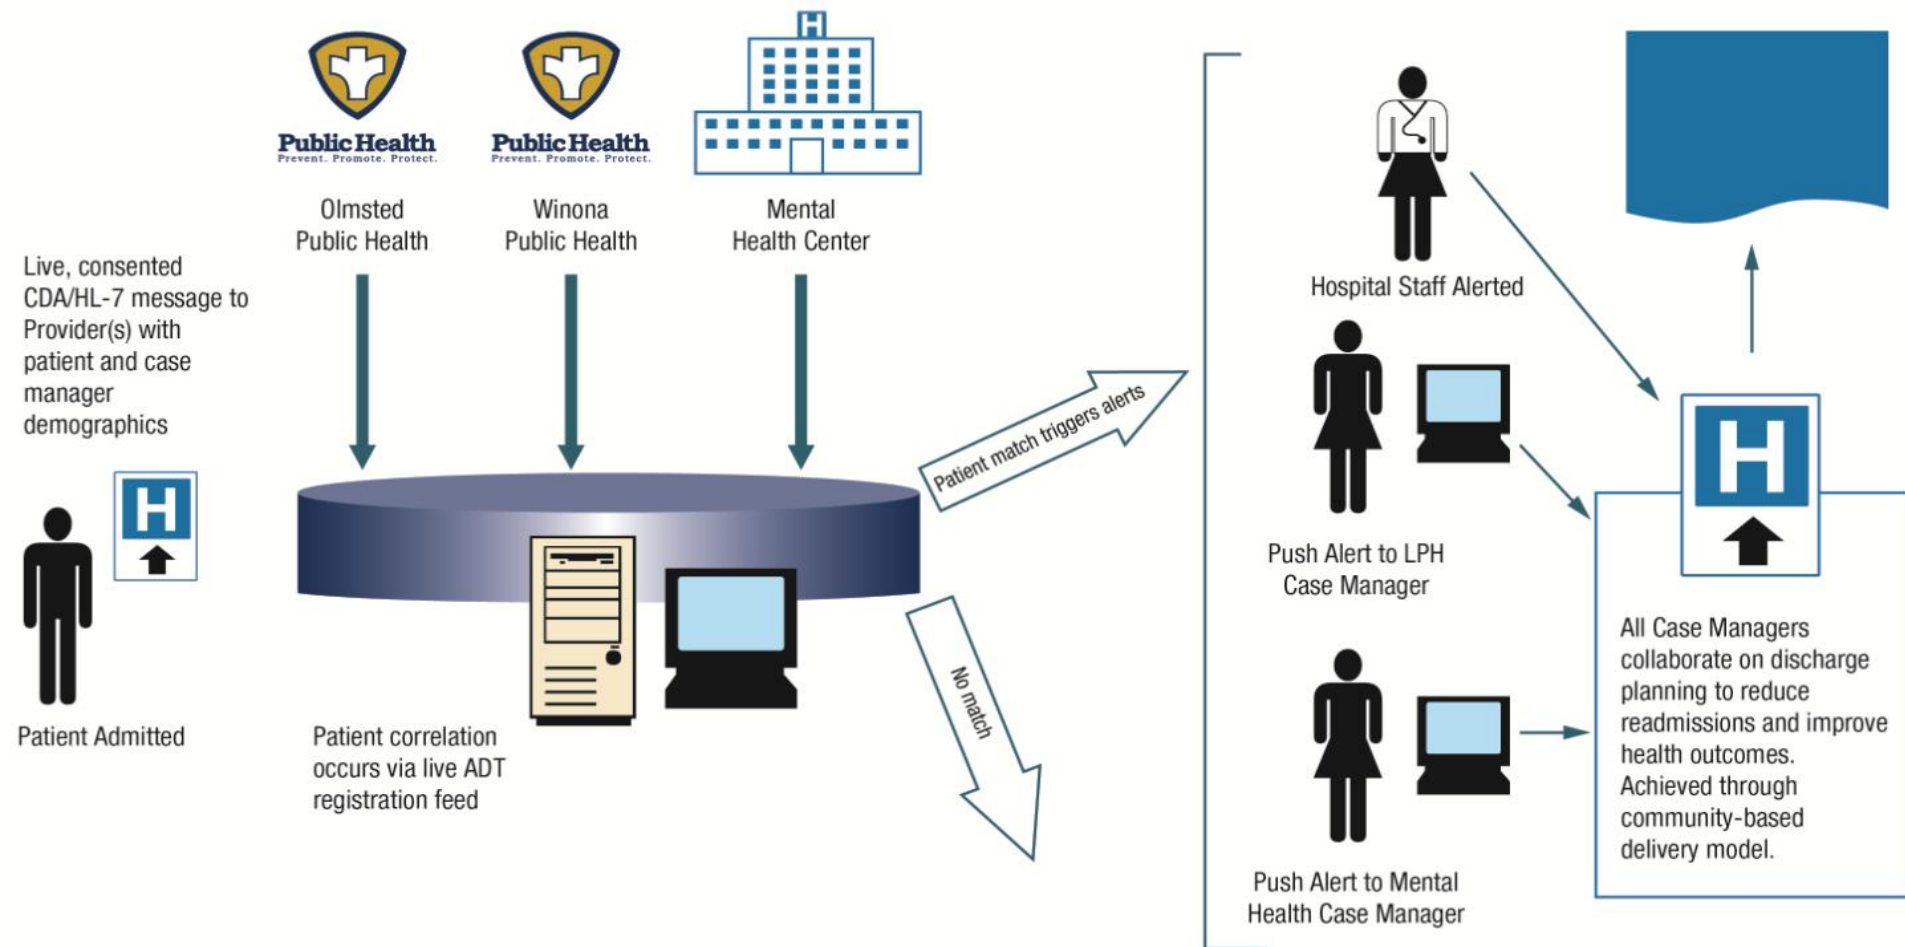 H
Public Health
Prevent. Promote. Protect.
Public Health
Prevent. Promote. Protect.
Olmsted
Public Health
Winona
Public Health
Mental
Health Center
Live, consented
CDA/HL-7 message to
Provider(s) with
patient and case
manager
demographics
H
Patient Admitted
Patient correlation
occurs via live ADT
registration feed
Patient match triggers alerts
No match
Hospital Staff Alerted
Push Alert to LPH
Case Manager
Push Alert to Mental
Health Case Manager
H
All Case Managers
collaborate on discharge
planning to reduce
readmissions and improve
health outcomes.
Achieved through
community-based
delivery model.